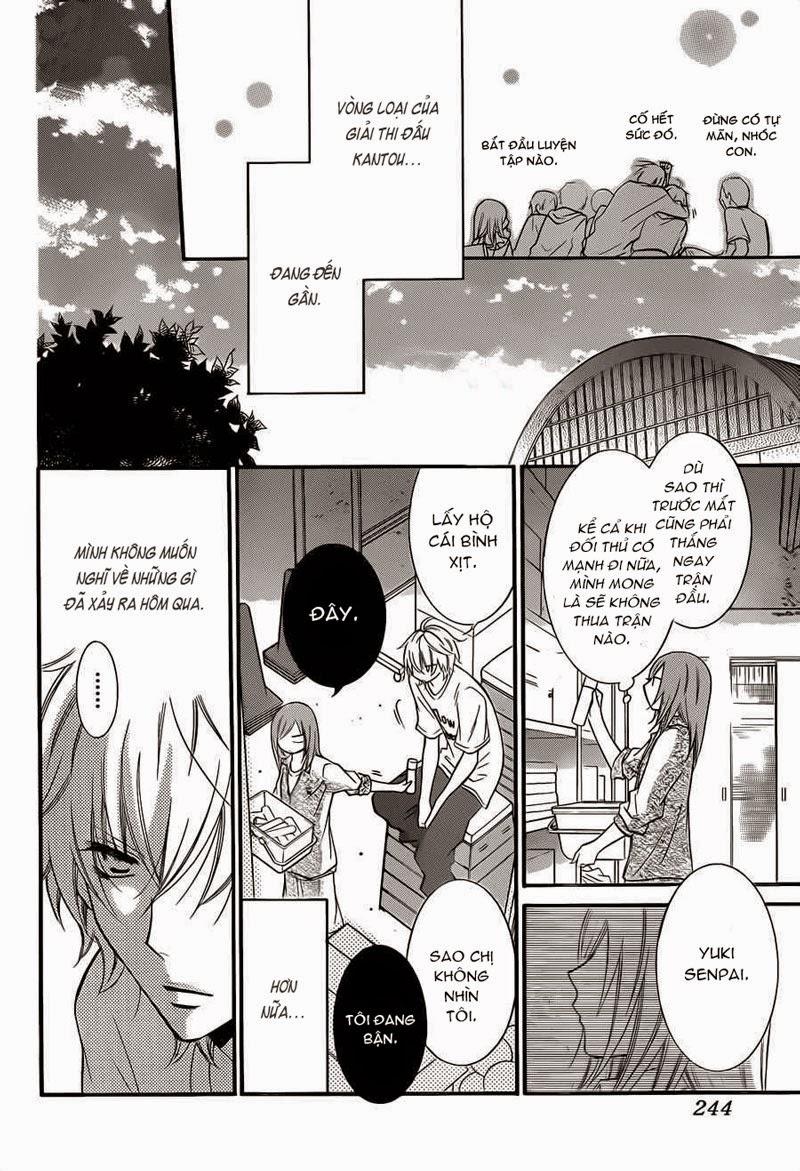 ĐỪNG CÓ TỰ
MÃN, NHÓC
CON.
CỐ HẾT
SỨC ĐÓ.
BẮT ĐẦU LUYỆN
TẬP NÀO.
VÒNG LOẠI CỦA
GIẢI THI ĐẤU
KANTOU...
ĐANG ĐẾN
GẦN.
DÙ
SAO THÌ
TRƯỚC MẮT
CŨNG PHẢI
THẮNG
NGAY
TRẬN
ĐẦU.
KỂ CẢ KHI
ĐỐI THỦ CÓ
MẠNH ĐI NỮA,
MÌNH MONG
LÀ SẼ KHÔNG
THUA TRẬN
NÀO.
YUKI
SENPAI.
LẤY HỘ
CÁI BÌNH
XỊT.
ĐÂY.
SAO CHỊ
KHÔNG
NHÌN
TÔI.
TÔI ĐANG
BẬN.
HƠN
NỮA...
MÌNH KHÔNG MUỐN
NGHĨ VỀ NHỮNG GÌ
ĐÃ XẢY RA HÔM QUA.
......
244